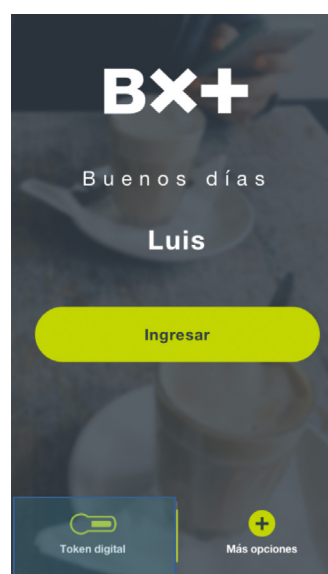 BX+
Buenos días
Luis
Ingresar
Token digital
Más opciones